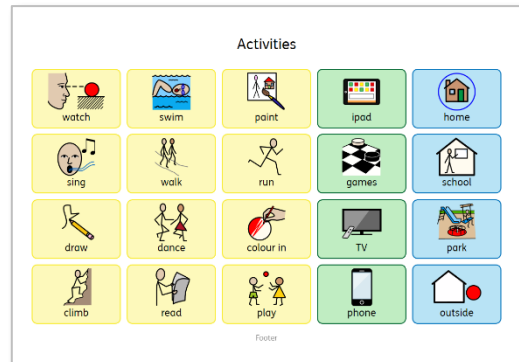 Activities
watch swim paint ipad home
sing walk run games school
draw dance colour in TV park
climb read play phone outside
Footer